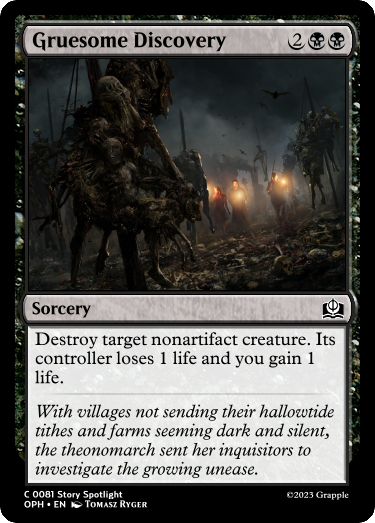 Gruesome Discovery 2
Sorcery
Destroy target nonartifact creature. Its
controller loses 1 life and you gain 1
life.
With villages not sending their hallowtide
tithes and farms seeming dark and silent,
the theonomarch sent her inquisitors to
investigate the growing unease.
C 0081 Story Spotlight
OPH • EN Tomasz Ryger
©2023 Grapple